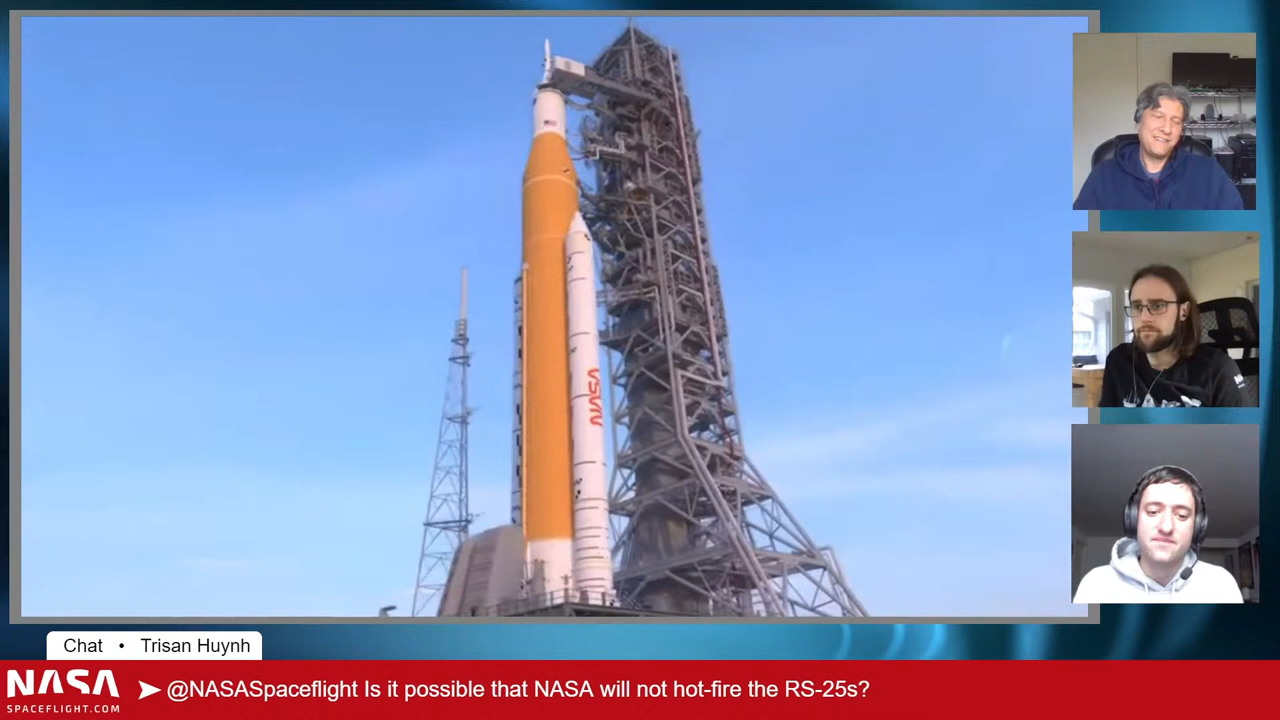 NASA
Chat • Trisan Huynh
NASA
SPACEFLIGHT.COM
@NASASpaceflight Is it possible that NASA will not hot-fire the RS-25s?